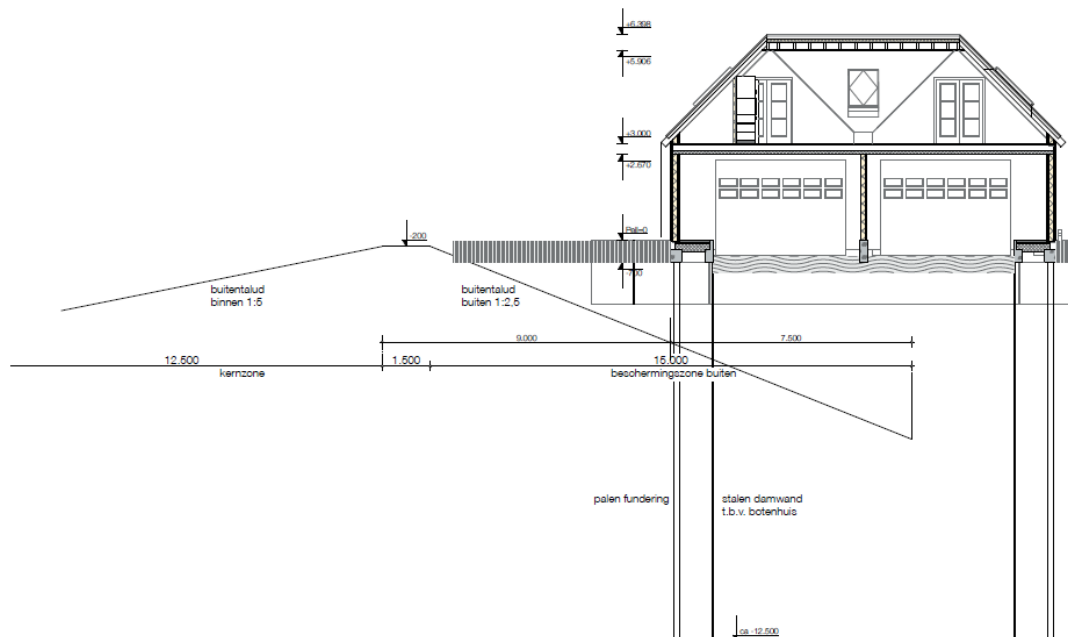 +6.398
+5.906
+3.000
+2.670
Peil=0
-200
-700
buitentalud
binnen 1:5
buitentalud
buiten 1:2,5
9.000
7.500
12.500
1.500
15.000
kernzone
beschermingszone buiten
palen fundering
stalen damwand
t.b.v. botenhuis
ca -12.500